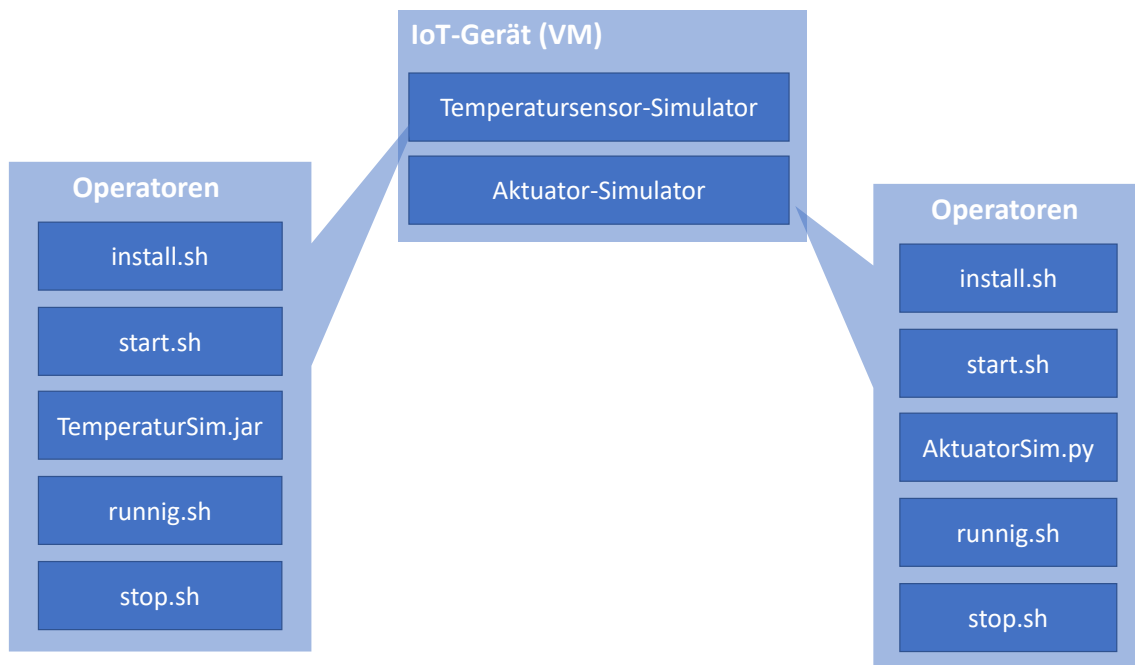 IoT-Gerät (VM)
Temperatursensor-Simulator
Aktuator-Simulator
Operatoren
install.sh
start.sh
TemperaturSim.jar
runnig.sh
stop.sh
Operatoren
install.sh
start.sh
AktuatorSim.py
runnig.sh
stop.sh